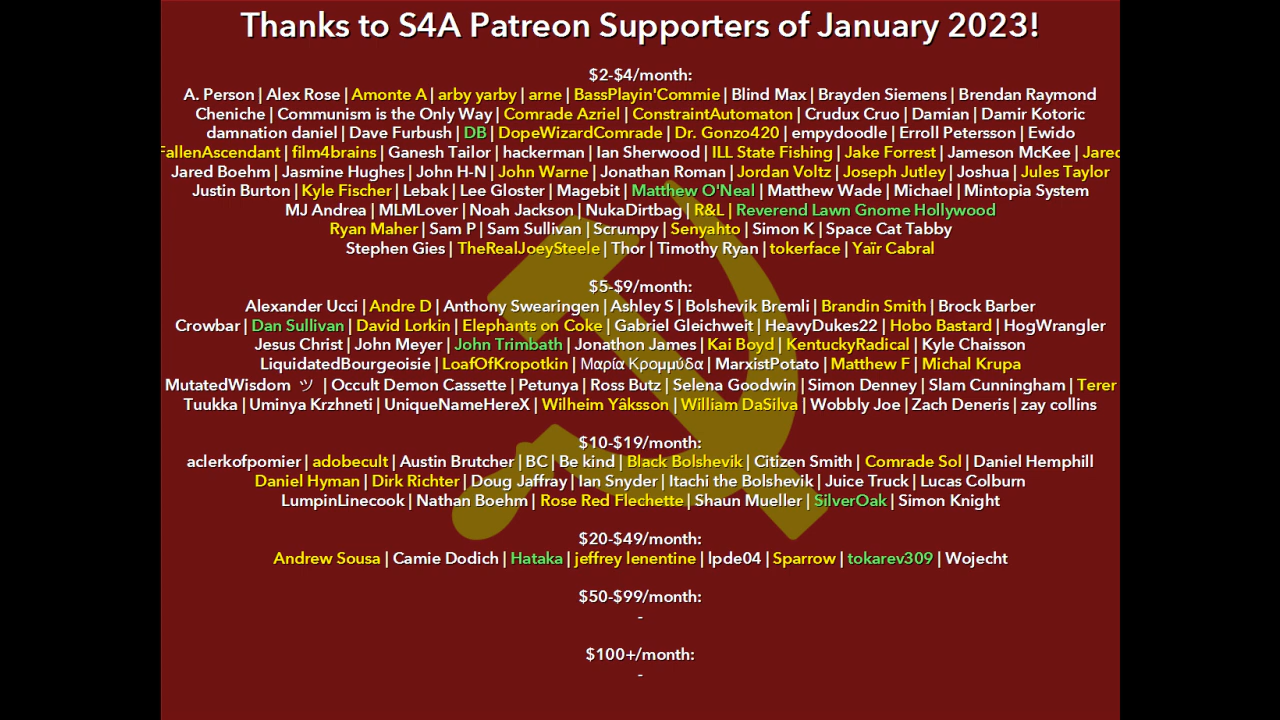 Thanks to S4A Patreon Supporters of January 2023!
$2-$4/month:
A. Person | Alex Rose | Amonte A | arby yarby | arne | BassPlayin'Commie | Blind Max | Brayden Siemens | Brendan Raymond
Cheniche | Communism is the Only Way | Comrade Azriel | ConstraintAutomaton | Crudux Cruo | Damian | Damir Kotoric
damnation daniel | Dave Furbush | DB | DopeWizardComrade | Dr. Gonzo420 | empydoodle | Erroll Petersson | Ewido
FallenAscendant | film4brains | Ganesh Tailor | hackerman | Ian Sherwood | ILL State Fishing | Jake Forrest | Jameson McKee | Jared
Jared Boehm | Jasmine Hughes | John H-N | John Warne | Jonathan Roman | Jordan Voltz | Joseph Jutley | Joshua | Jules Taylor
Justin Burton | Kyle Fischer | Lebak | Lee Gloster | Magebit | Matthew O'Neal | Matthew Wade | Michael | Mintopia System
MJ Andrea | MLMLover | Noah Jackson | NukaDirtbag | R&L | Reverend Lawn Gnome Hollywood
Ryan Maher | Sam P | Sam Sullivan | Scrumpy | Senyahto | Simon K | Space Cat Tabby
Stephen Gies | TheRealJoeySteele | Thor | Timothy Ryan | tokerface | Yaïr Cabral
$5-$9/month:
Alexander Ucci | Andre D | Anthony Swearingen | Ashley S | Bolshevik Bremli | Brandin Smith | Brock Barber
Crowbar | Dan Sullivan | David Lorkin | Elephants on Coke | Gabriel Gleichweit | HeavyDukes22 | Hobo Bastard | HogWrangler
Jesus Christ | John Meyer | John Trimbath | Jonathon James | Kai Boyd | KentuckyRadical | Kyle Chaisson
LiquidatedBourgeoisie | LoafOfKropotkin | Μαρία Κρομμύδα | MarxistPotato | Matthew F | Michal Krupa
MutatedWisdom ツ | Occult Demon Cassette | Petunya | Ross Butz | Selena Goodwin | Simon Denney | Slam Cunningham | Terer
Tuukka | Uminya Krzhneti | UniqueNameHereX | Wilheim Yâksson | William DaSilva | Wobbly Joe | Zach Deneris | zay collins
$10-$19/month:
aclerkofpomier | adobecult | Austin Brutcher | BC | Be kind | Black Bolshevik | Citizen Smith | Comrade Sol | Daniel Hemphill
Daniel Hyman | Dirk Richter | Doug Jaffray | Ian Snyder | Itachi the Bolshevik | Juice Truck | Lucas Colburn
LumpinLinecook | Nathan Boehm | Rose Red Flechette | Shaun Mueller | SilverOak | Simon Knight
$20-$49/month:
Andrew Sousa | Camie Dodich | Hataka | jeffrey lenentine | lpde04 | Sparrow | tokarev309 | Wojecht
$50-$99/month:
-
$100+/month:
-